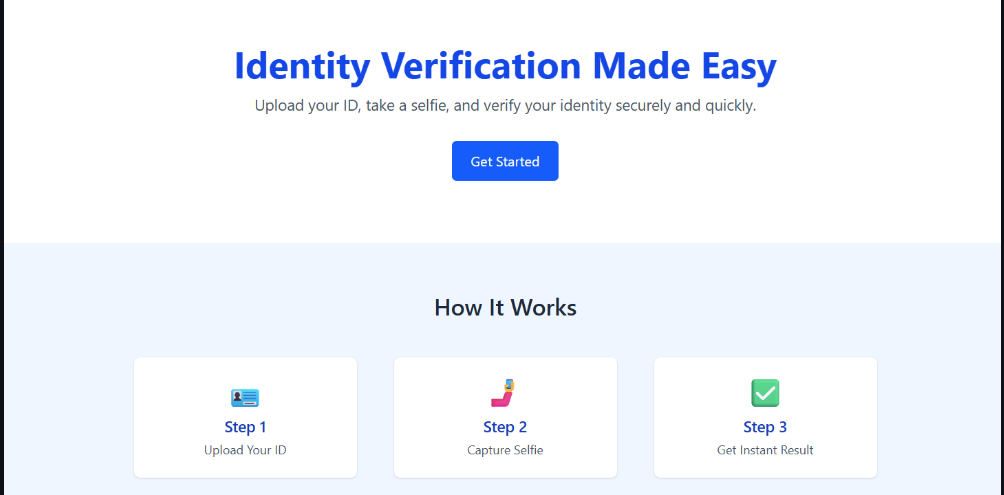 Identity Verification Made Easy
Upload your ID, take a selfie, and verify your identity securely and quickly.
Get Started
How It Works
Step 1
Upload Your ID
Step 2
Capture Selfie
Step 3
Get Instant Result